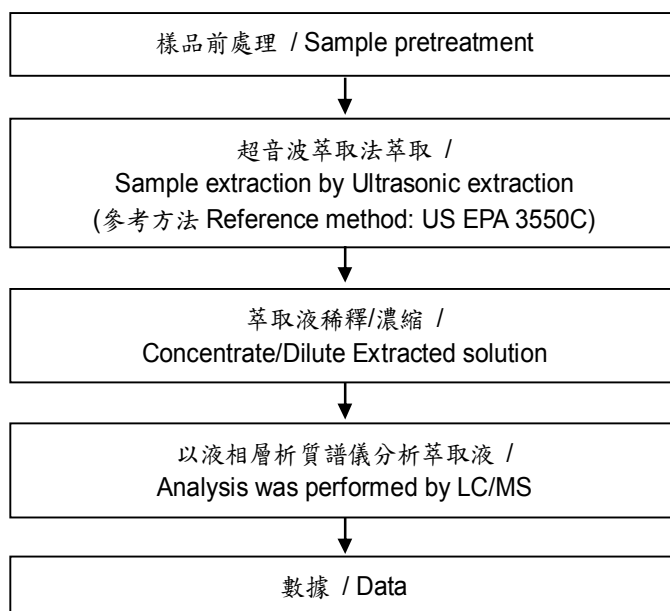 樣品前處理 / Sample pretreatment
超音波萃取法萃取 /
Sample extraction by Ultrasonic extraction
(參考方法 Reference method: US EPA 3550C)
萃取液稀釋/濃縮 /
Concentrate/Dilute Extracted solution
以液相層析質譜儀分析萃取液 /
Analysis was performed by LC/MS
數據 / Data